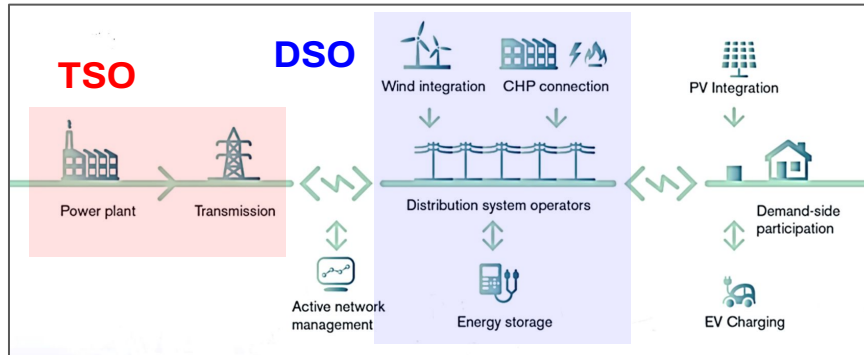 TSO
DSO
Wind integration
CHP connection
PV Integration
Power plant
Transmission
Distribution system operators
Demand-side
participation
Active network
management
Energy storage
EV Charging